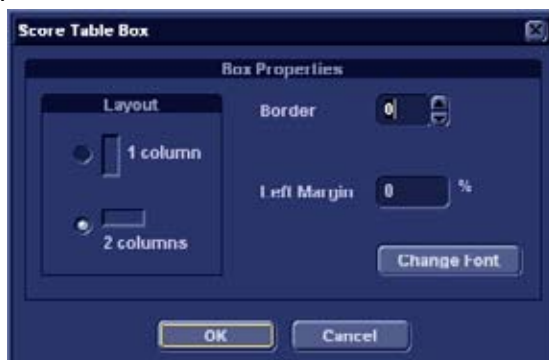 Score Table Box
Box Properties
Layout
1 column
2 columns
Border 0
Left Margin 0 %
Change Font
OK Cancel